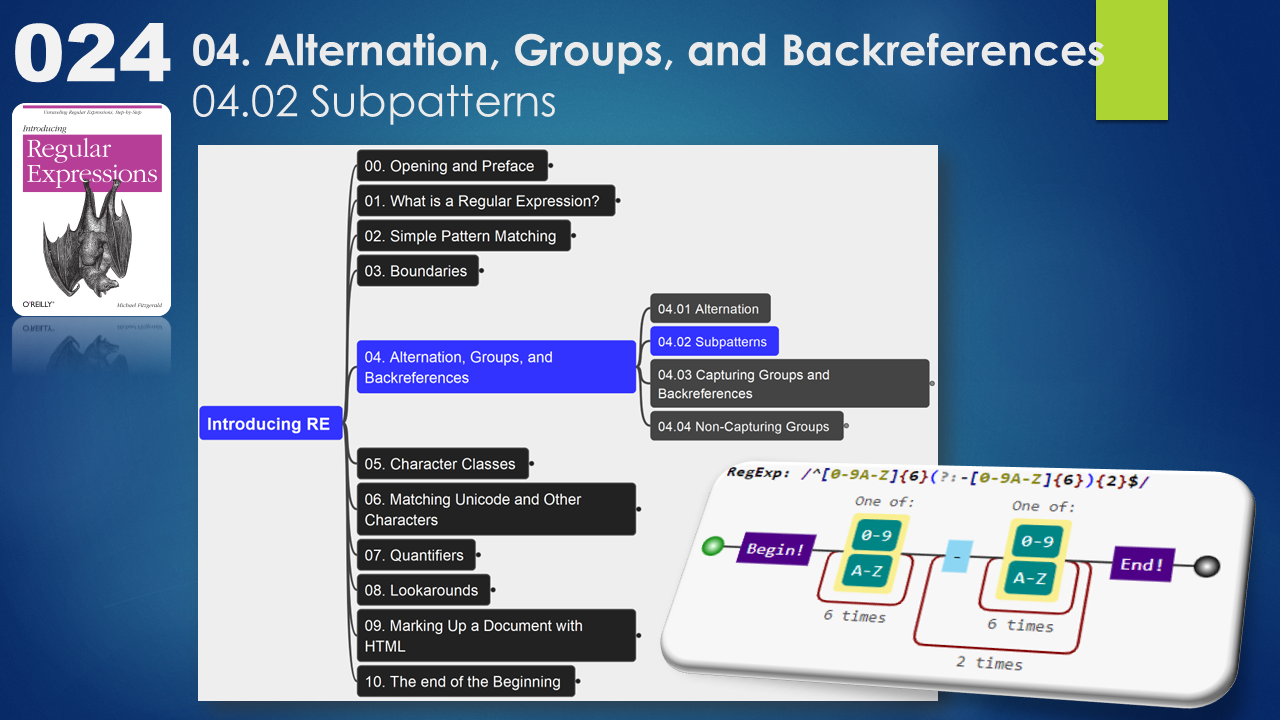 024
04. Alternation, Groups, and Backreferences
04.02 Subpatterns
Unraveling Regular Expressions, Step-by-Step
Introducing
Regular
Expressions
O'REILLY®
Michael Fitzgerald
Introducing RE
00. Opening and Preface
01. What is a Regular Expression?
02. Simple Pattern Matching
03. Boundaries
04. Alternation, Groups, and
Backreferences
04.01 Alternation
04.02 Subpatterns
04.03 Capturing Groups and
Backreferences
04.04 Non-Capturing Groups
05. Character Classes
06. Matching Unicode and Other
Characters
07. Quantifiers
08. Lookarounds
09. Marking Up a Document with
HTML
10. The end of the Beginning
RegExp: /^[0-9A-Z]{6}(?:-[0-9A-Z]{6}){2}$/
One of:
One of:
Begin!
0-9
A-Z
-
0-9
A-Z
End!
6 times
6 times
2 times